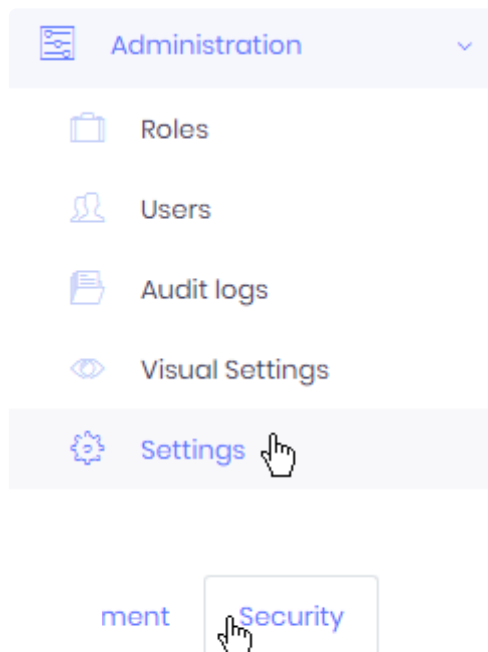 Administration
Roles
Users
Audit logs
Visual Settings
Settings
ment Security